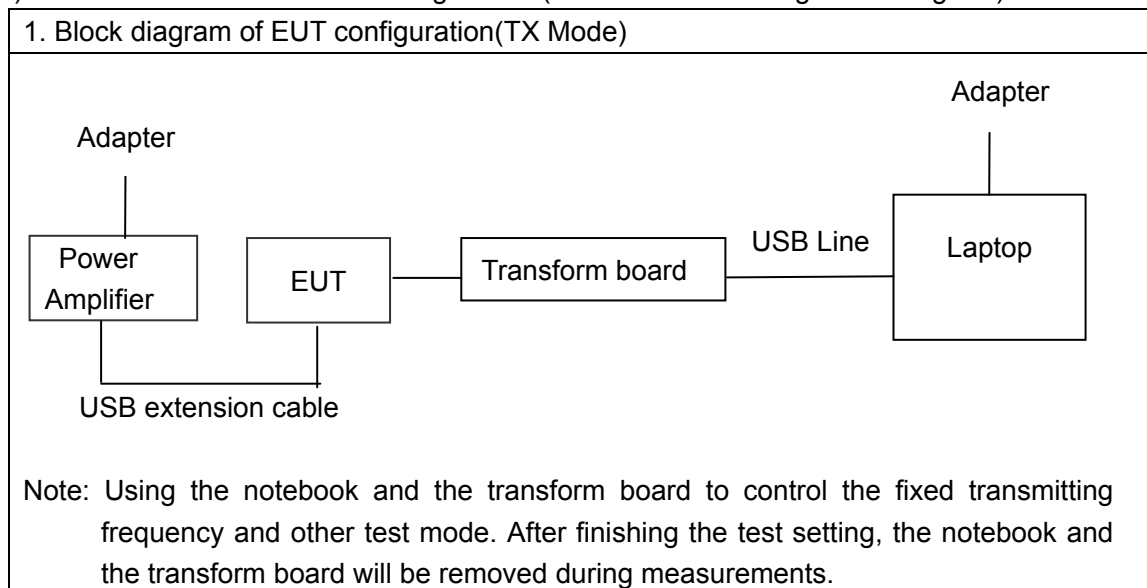 1. Block diagram of EUT configuration(TX Mode)
Adapter
Adapter
Power
Amplifier
EUT
Transform board
USB Line
Laptop
USB extension cable
Note: Using the notebook and the transform board to control the fixed transmitting
frequency and other test mode. After finishing the test setting, the notebook and
the transform board will be removed during measurements.